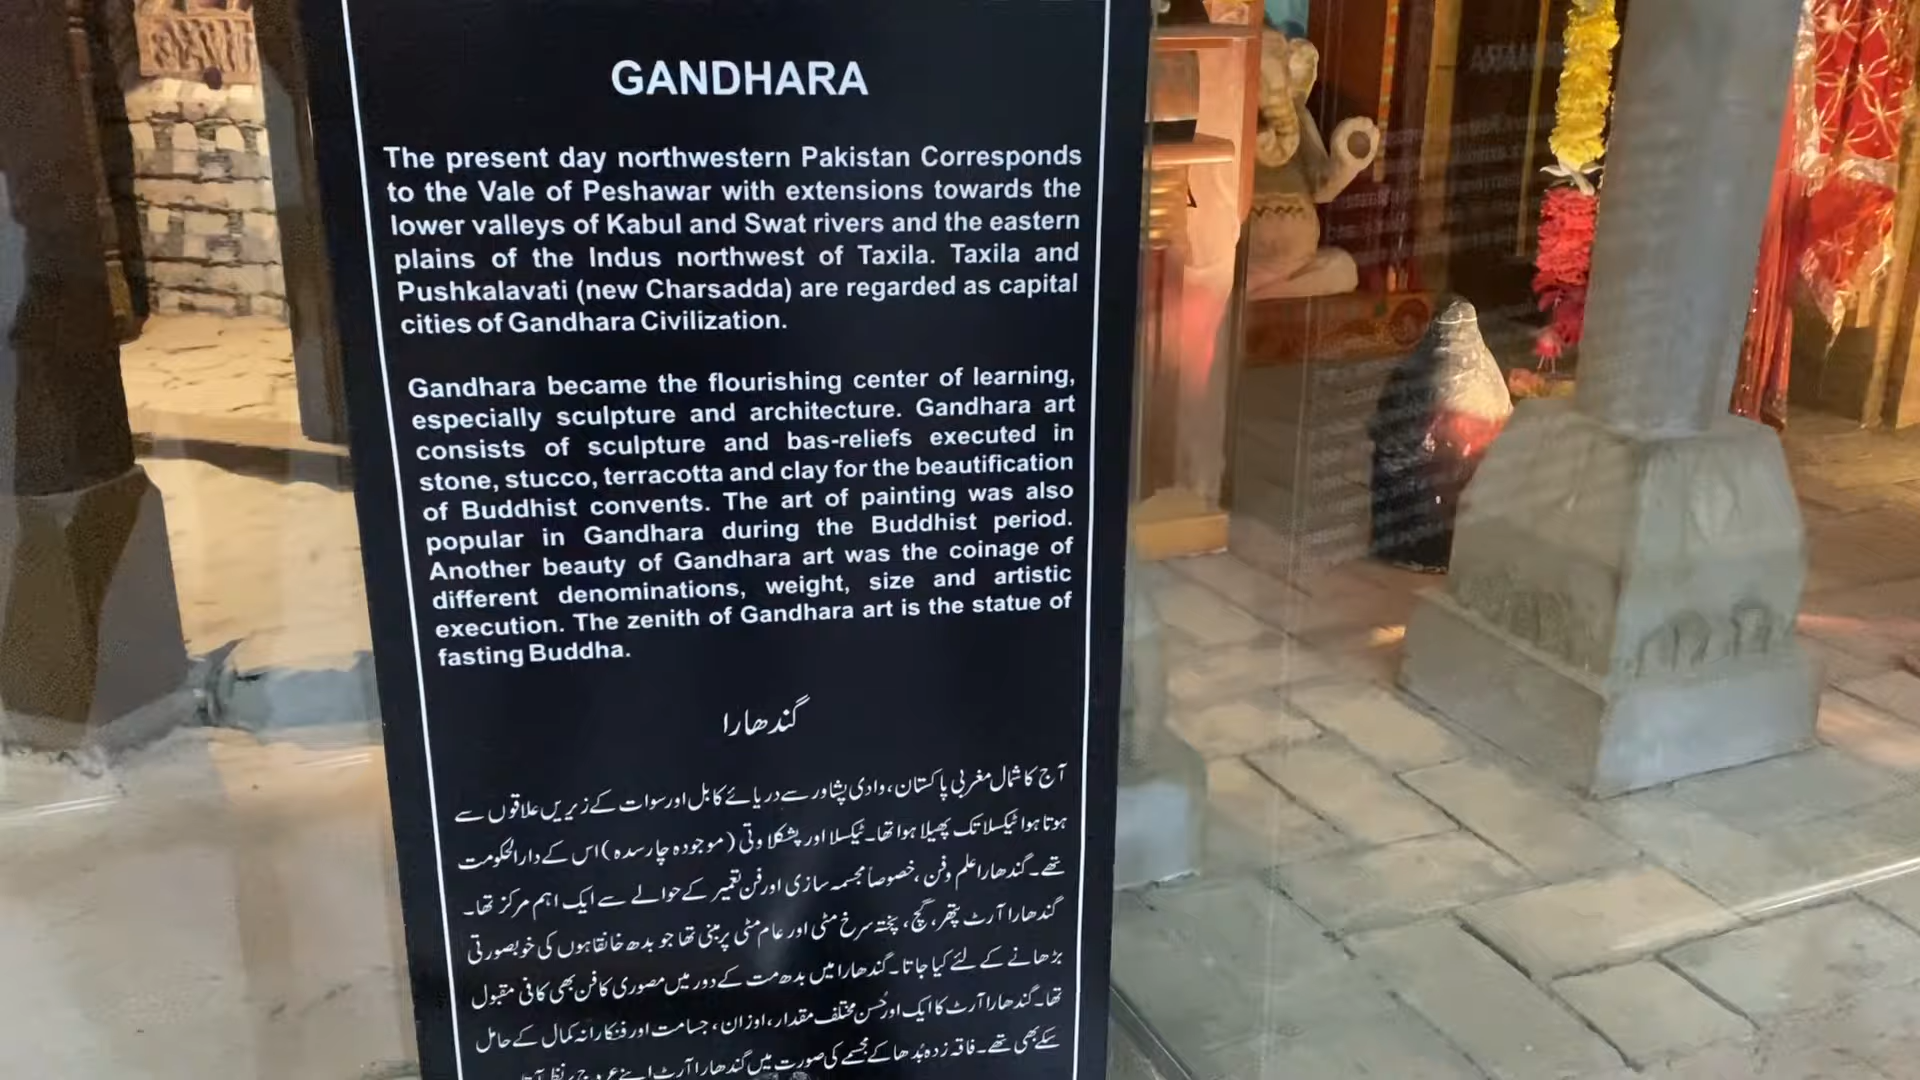 GANDHARA
The present day northwestern Pakistan Corresponds
to the Vale of Peshawar with extensions towards the
lower valleys of Kabul and Swat rivers and the eastern
plains of the Indus northwest of Taxila. Taxila and
Pushkalavati (new Charsadda) are regarded as capital
cities of Gandhara Civilization.
Gandhara became the flourishing center of learning,
especially sculpture and architecture. Gandhara art
consists of sculpture and bas-reliefs executed in
stone, stucco, terracotta and clay for the beautification
of Buddhist convents. The art of painting was also
popular in Gandhara during the Buddhist period.
Another beauty of Gandhara art was the coinage of
different denominations, weight, size and artistic
execution. The zenith of Gandhara art is the statue of
fasting Buddha.
گندھارا
آج کا شمال مغربی پاکستان، وادی پشاور سے دریائے کابل اور سوات کے زیریں علاقوں سے
ہوتا ہوا ٹیکسلا تک پھیلا ہوا تھا۔ ٹیکسلا اور پشکلاوتی (موجودہ چارسدہ) اس کے دارالحکومت
تھے۔ گندھارا علم وفن، خصوصاً مجسمہ سازی اور فن تعمیر کے حوالے سے ایک اہم مرکز تھا۔
گندھارا آرٹ پتھر، گچ، پختہ سرخ مٹی اور عام مٹی پر مبنی تھا جو بدھ خانقاہوں کی خوبصورتی
بڑھانے کے لئے کیا جاتا۔ گندھارا میں بدھ مت کے دور میں مصوری کا فن بھی کافی مقبول
تھا۔ گندھارا آرٹ کا ایک اور حُسن مختلف مقدار، اوزان، جسامت اور فنکارانہ کمال کے حامل
سکے بھی تھے۔ فاقہ زدہ بُدھا کے مجسمے کی صورت میں گندھارا آرٹ اپنے